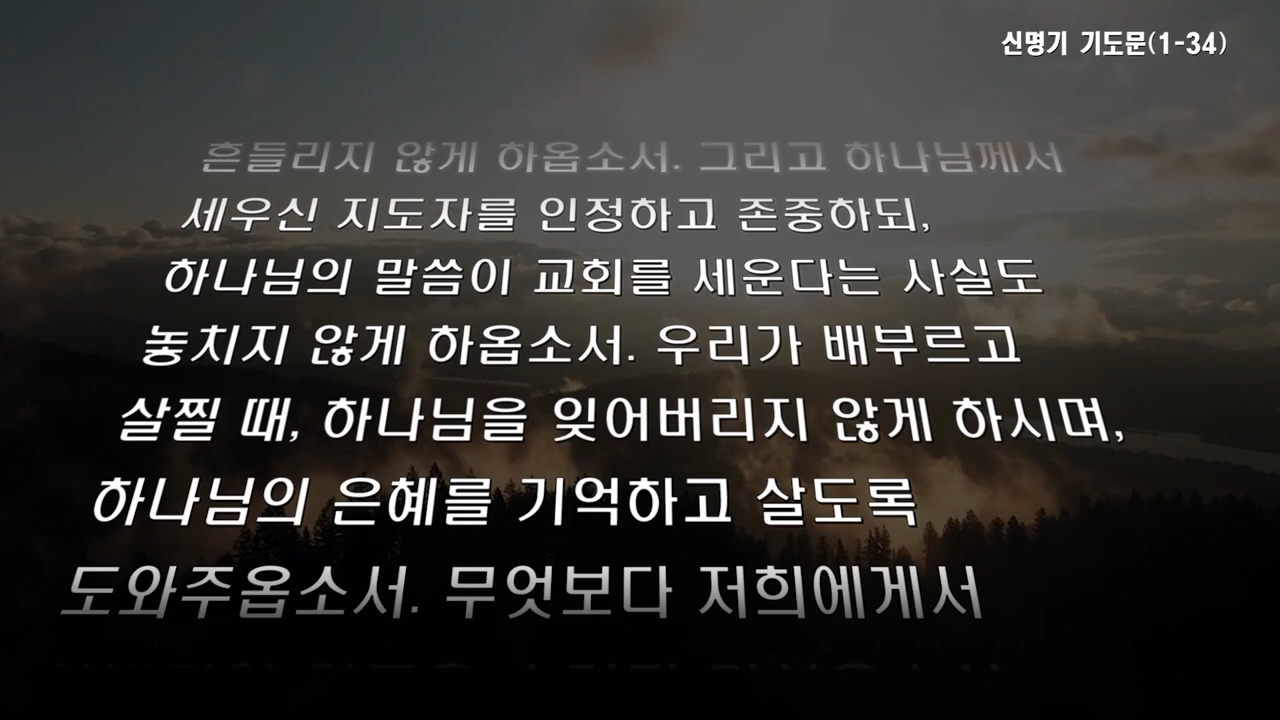 신명기 기도문(1-34)
흔들리지 않게 하옵소서. 그리고 하나님께서
세우신 지도자를 인정하고 존중하되,
하나님의 말씀이 교회를 세운다는 사실도
놓치지 않게 하옵소서. 우리가 배부르고
살찔 때, 하나님을 잊어버리지 않게 하시며,
하나님의 은혜를 기억하고 살도록
도와주옵소서. 무엇보다 저희에게서